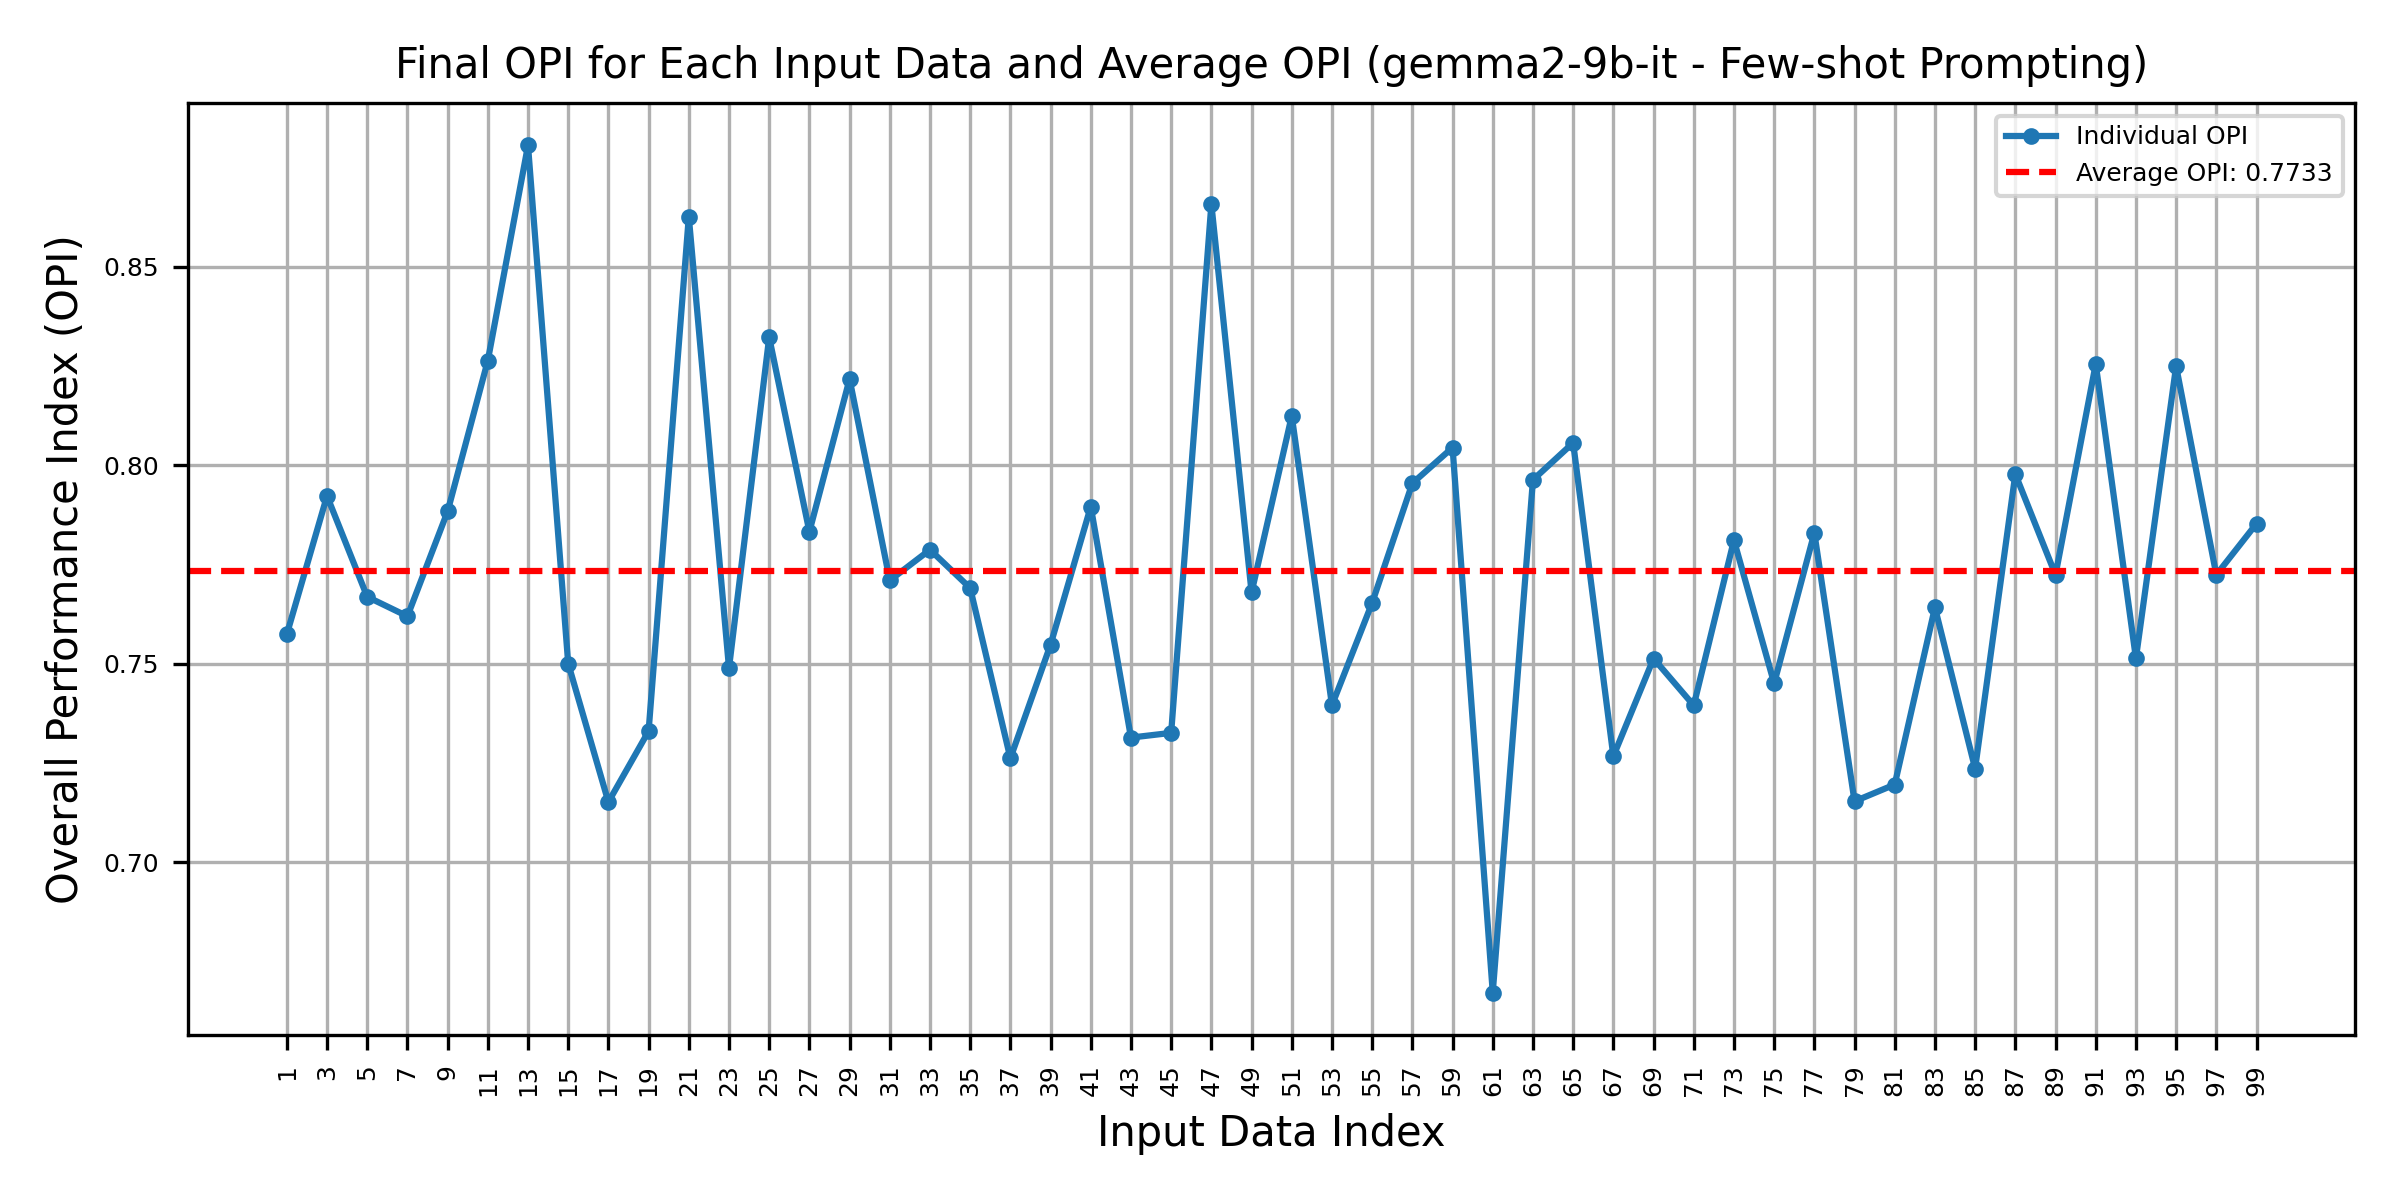 Final OPI for Each Input Data and Average OPI (gemma2-9b-it - Few-shot Prompting)
Individual OPI
Average OPI: 0.7733
Overall Performance Index (OPI)
0.85
0.80
0.75
0.70
1 3 5 7 9 11 13 15 17 19 21 23 25 27 29 31 33 35 37 39 41 43 45 47 49 51 53 55 57 59 61 63 65 67 69 71 73 75 77 79 81 83 85 87 89 91 93 95 97 99
Input Data Index